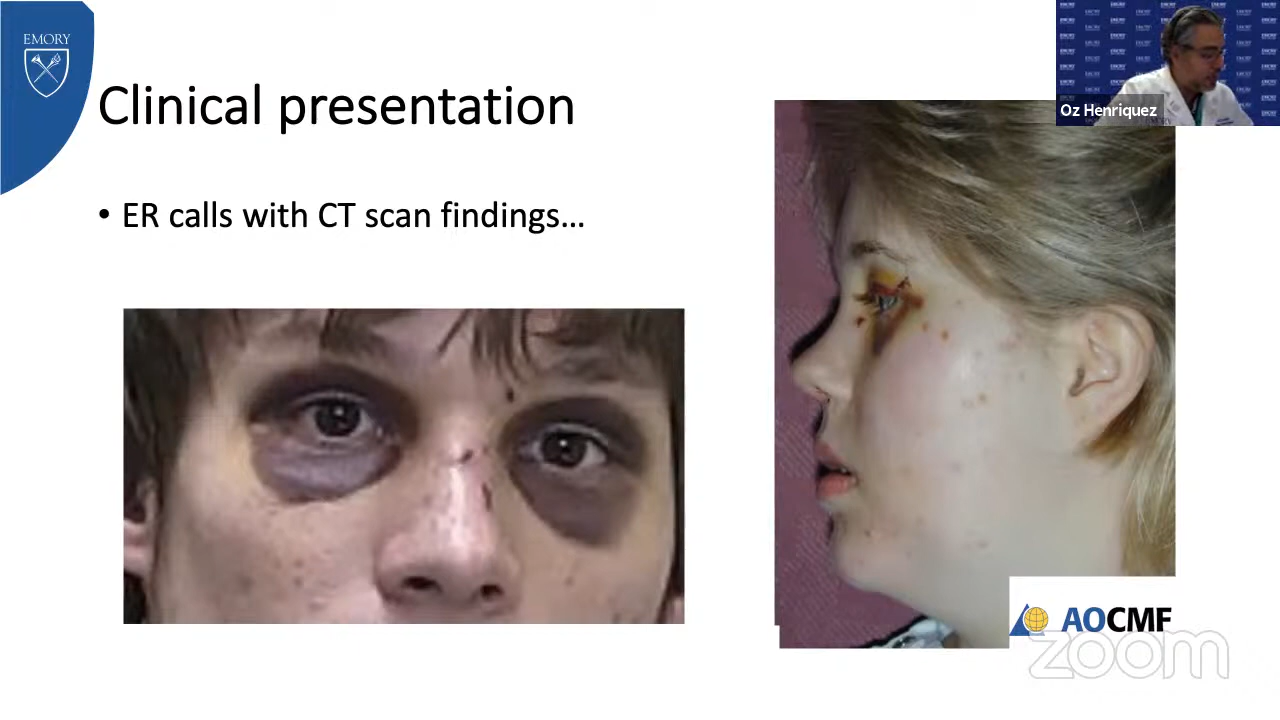 EMORY
Clinical presentation
• ER calls with CT scan findings...
Oz Henriquez
AOCMF
zoom